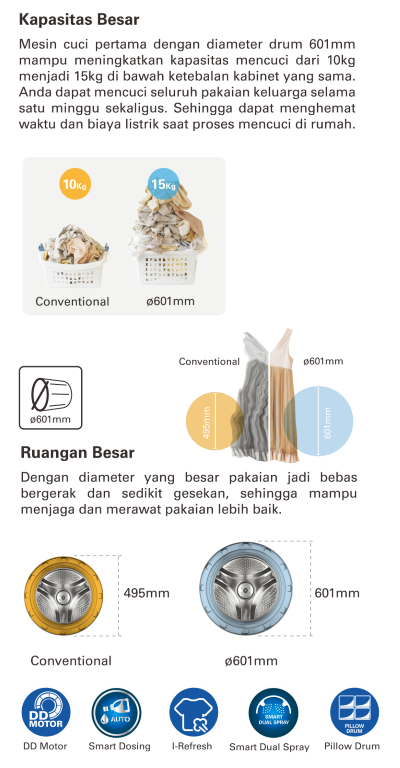 Kapasitas Besar
Mesin cuci pertama dengan diameter drum 601mm
mampu meningkatkan kapasitas mencuci dari 10kg
menjadi 15kg di bawah ketebalan kabinet yang sama.
Anda dapat mencuci seluruh pakaian keluarga selama
satu minggu sekaligus. Sehingga dapat menghemat
waktu dan biaya listrik saat proses mencuci di rumah.
10Kg
15Kg
Conventional
ø601mm
Conventional
ø601mm
495mm
601mm
ø601mm
Ruangan Besar
Dengan diameter yang besar pakaian jadi bebas
bergerak dan sedikit gesekan, sehingga mampu
menjaga dan merawat pakaian lebih baik.
495mm
601mm
Conventional
ø601mm
DD
MOTOR
AUTO
SMART
DUAL SPRAY
PILLOW
DRUM
DD Motor
Smart Dosing
I-Refresh
Smart Dual Spray
Pillow Drum